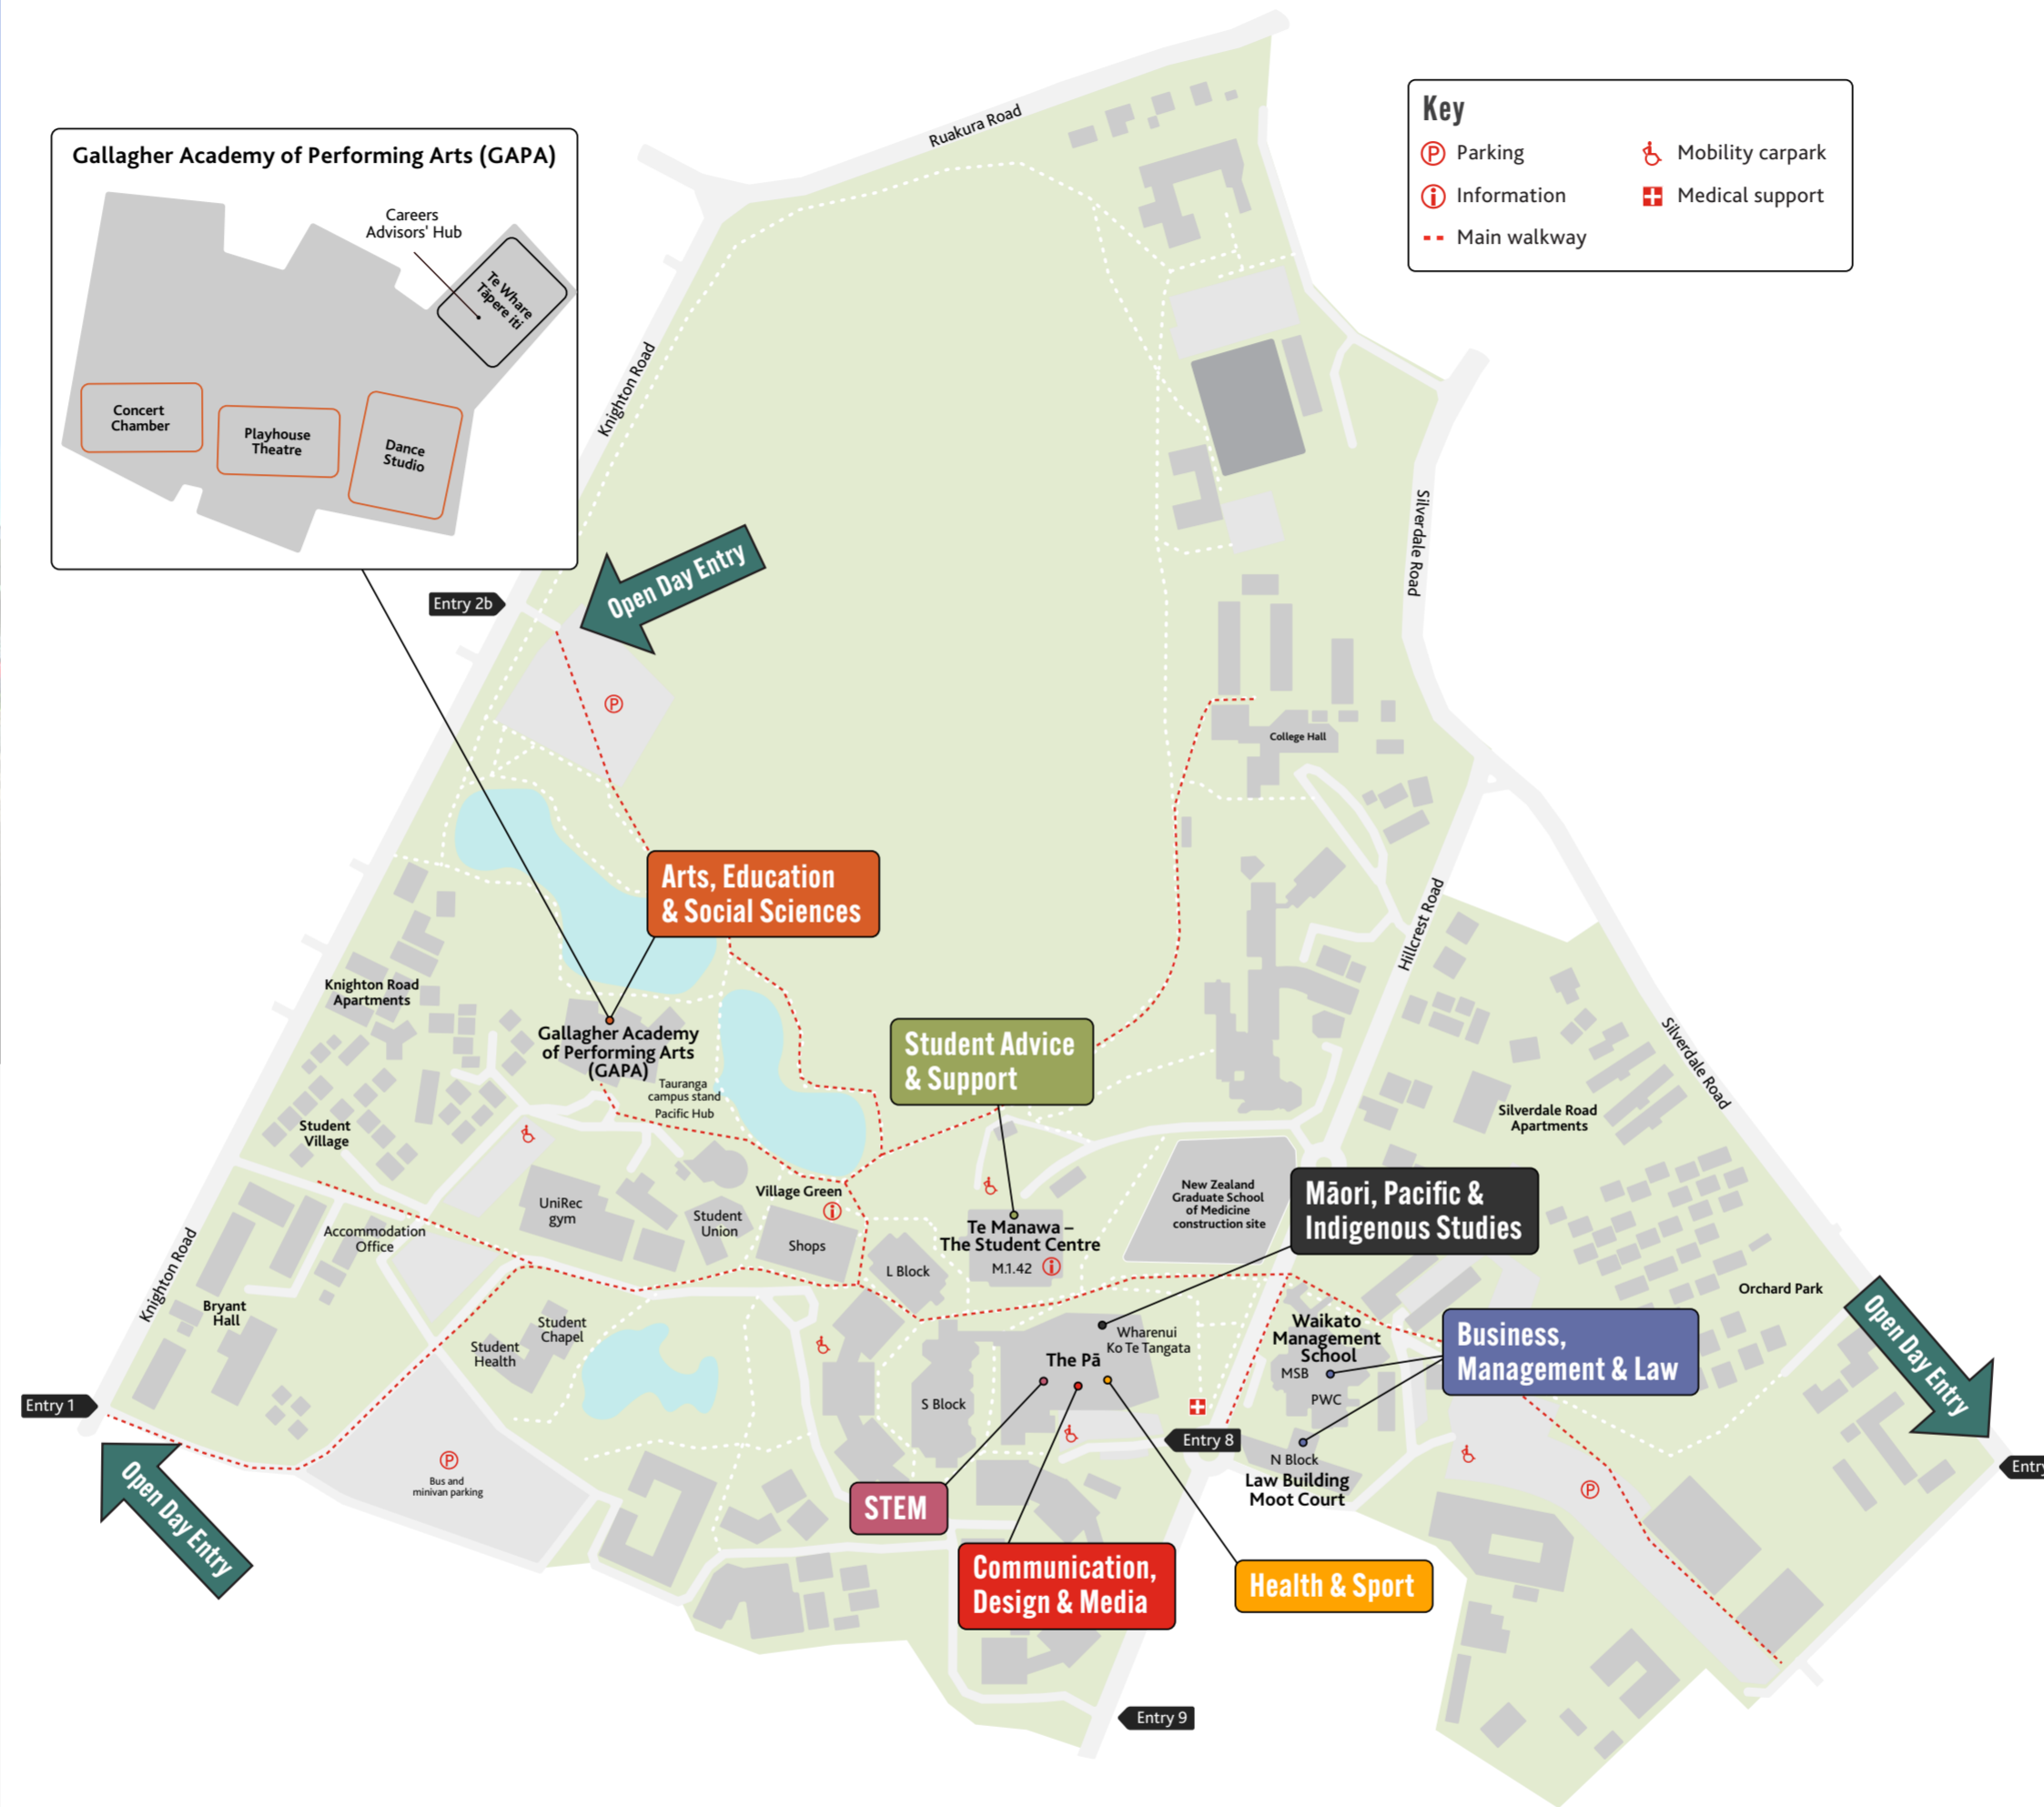 Gallagher Academy of Performing Arts (GAPA)
Careers
Advisors' Hub
Te Whare
Tāpere iti
Concert
Chamber
Playhouse
Theatre
Dance
Studio
Key
Parking
Mobility carpark
Information
Medical support
Main walkway
Ruakura Road
Knighton Road
Silverdale Road
Entry 2b
Open Day Entry
College Hall
Arts, Education
& Social Sciences
Hillcrest Road
Knighton Road
Apartments
Gallagher Academy
of Performing Arts
(GAPA)
Tauranga
campus stand
Pacific Hub
Student Advice
& Support
Silverdale Road
Silverdale Road
Apartments
Student
Village
UniRec
gym
Student
Union
Village Green
Shops
Accommodation
Office
L Block
Te Manawa –
The Student Centre
M.1.42
New Zealand
Graduate School
of Medicine
construction site
Māori, Pacific &
Indigenous Studies
Orchard Park
Open Day Entry
Knighton Road
Bryant
Hall
Student
Chapel
Student
Health
Wharenui
Ko Te Tangata
The Pā
S Block
Waikato
Management
School
MSB
PWC
Business,
Management & Law
Entry 1
Open Day Entry
Bus and
minivan parking
Entry 8
N Block
Law Building
Moot Court
Entry
STEM
Communication,
Design & Media
Health & Sport
Entry 9